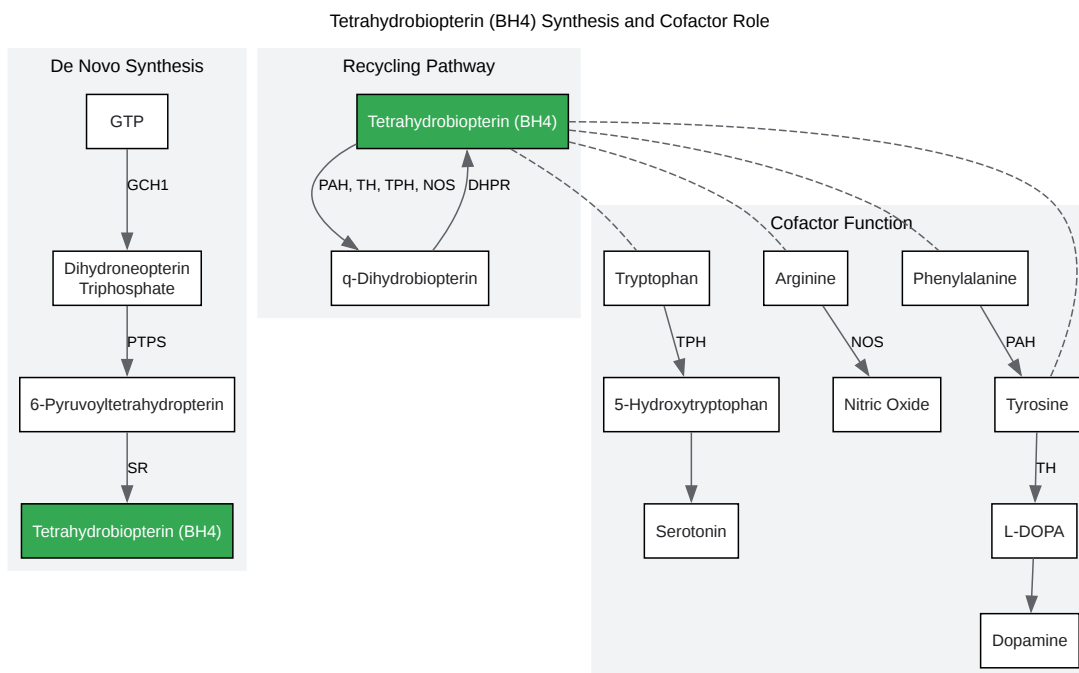 Tetrahydrobiopterin (BH4) Synthesis and Cofactor Role
De Novo Synthesis
GTP
GCH1
Dihydroneopterin
Triphosphate
PTPS
6-Pyruvoyltetrahydropterin
SR
Tetrahydrobiopterin (BH4)
Recycling Pathway
Tetrahydrobiopterin (BH4)
PAH, TH, TPH, NOS
DHPR
q-Dihydrobiopterin
Cofactor Function
Tryptophan
Arginine
Phenylalanine
TPH
NOS
PAH
5-Hydroxytryptophan
Nitric Oxide
Tyrosine
TH
Serotonin
L-DOPA
Dopamine